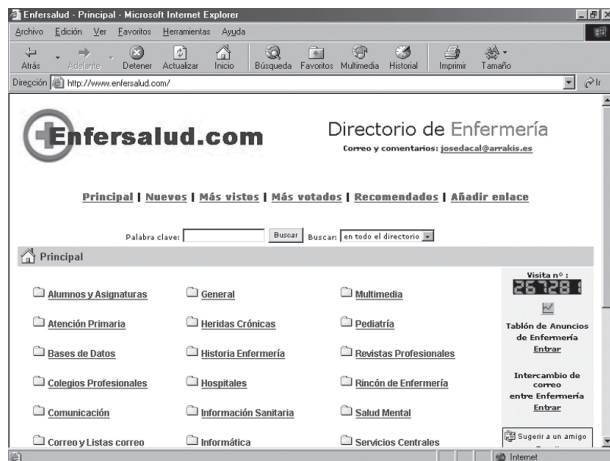 Enfersalud - Principal - Microsoft Internet Explorer
Archivo Edición Ver Favoritos Herramientas Ayuda
Atrás Adelante Detener Actualizar Inicio Búsqueda Favoritos Multimedia Historial Imprimir Tamaño
Dirección http://www.enfersalud.com/ Ir
Enfersalud.com
Directorio de Enfermería
Correo y comentarios: josedacal@arrakis.es
Principal | Nuevos | Más vistos | Más votados | Recomendados | Añadir enlace
Palabra clave: Buscar Buscar: en todo el directorio
Principal
Alumnos y Asignaturas General Multimedia
Atención Primaria Heridas Crónicas Pediatría
Bases de Datos Historia Enfermería Revistas Profesionales
Colegios Profesionales Hospitales Rincón de Enfermería
Comunicación Información Sanitaria Salud Mental
Correo y Listas correo Informática Servicios Centrales
Visita nº :
267281
Tablón de Anuncios
de Enfermería
Entrar
Intercambio de
correo
entre Enfermería
Entrar
Sugerir a un amigo
Internet